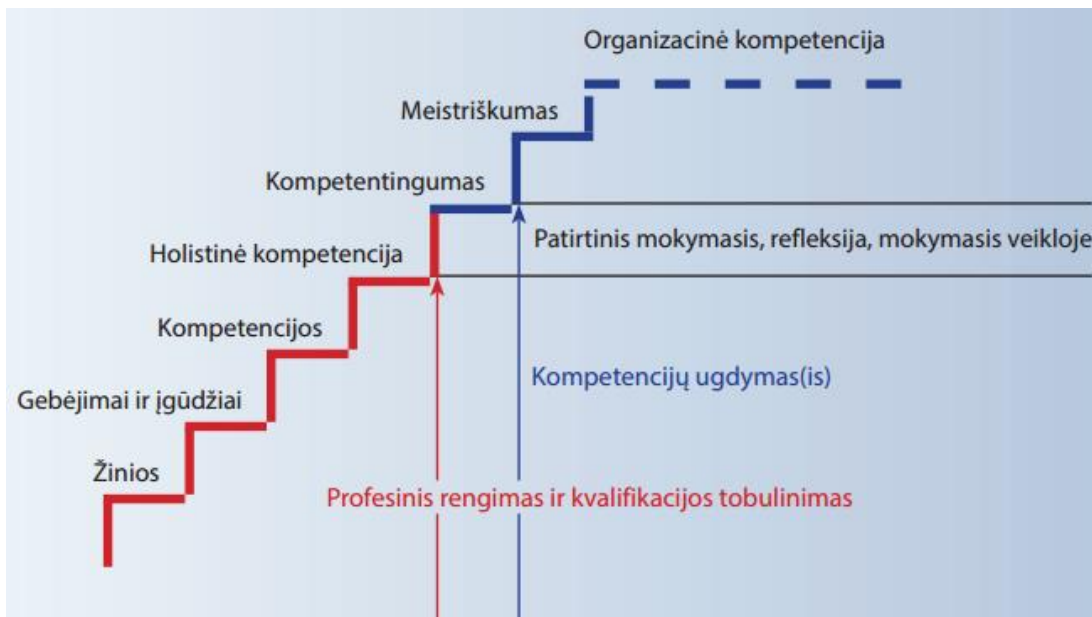 Organizacinė kompetencija
Meistriškumas
Kompetentingumas
Patirtinis mokymasis, refleksija, mokymasis veikloje
Holistinė kompetencija
Kompetencijos
Kompetencijų ugdymas(is)
Gebėjimai ir įgūdžiai
Žinios
Profesinis rengimas ir kvalifikacijos tobulinimas